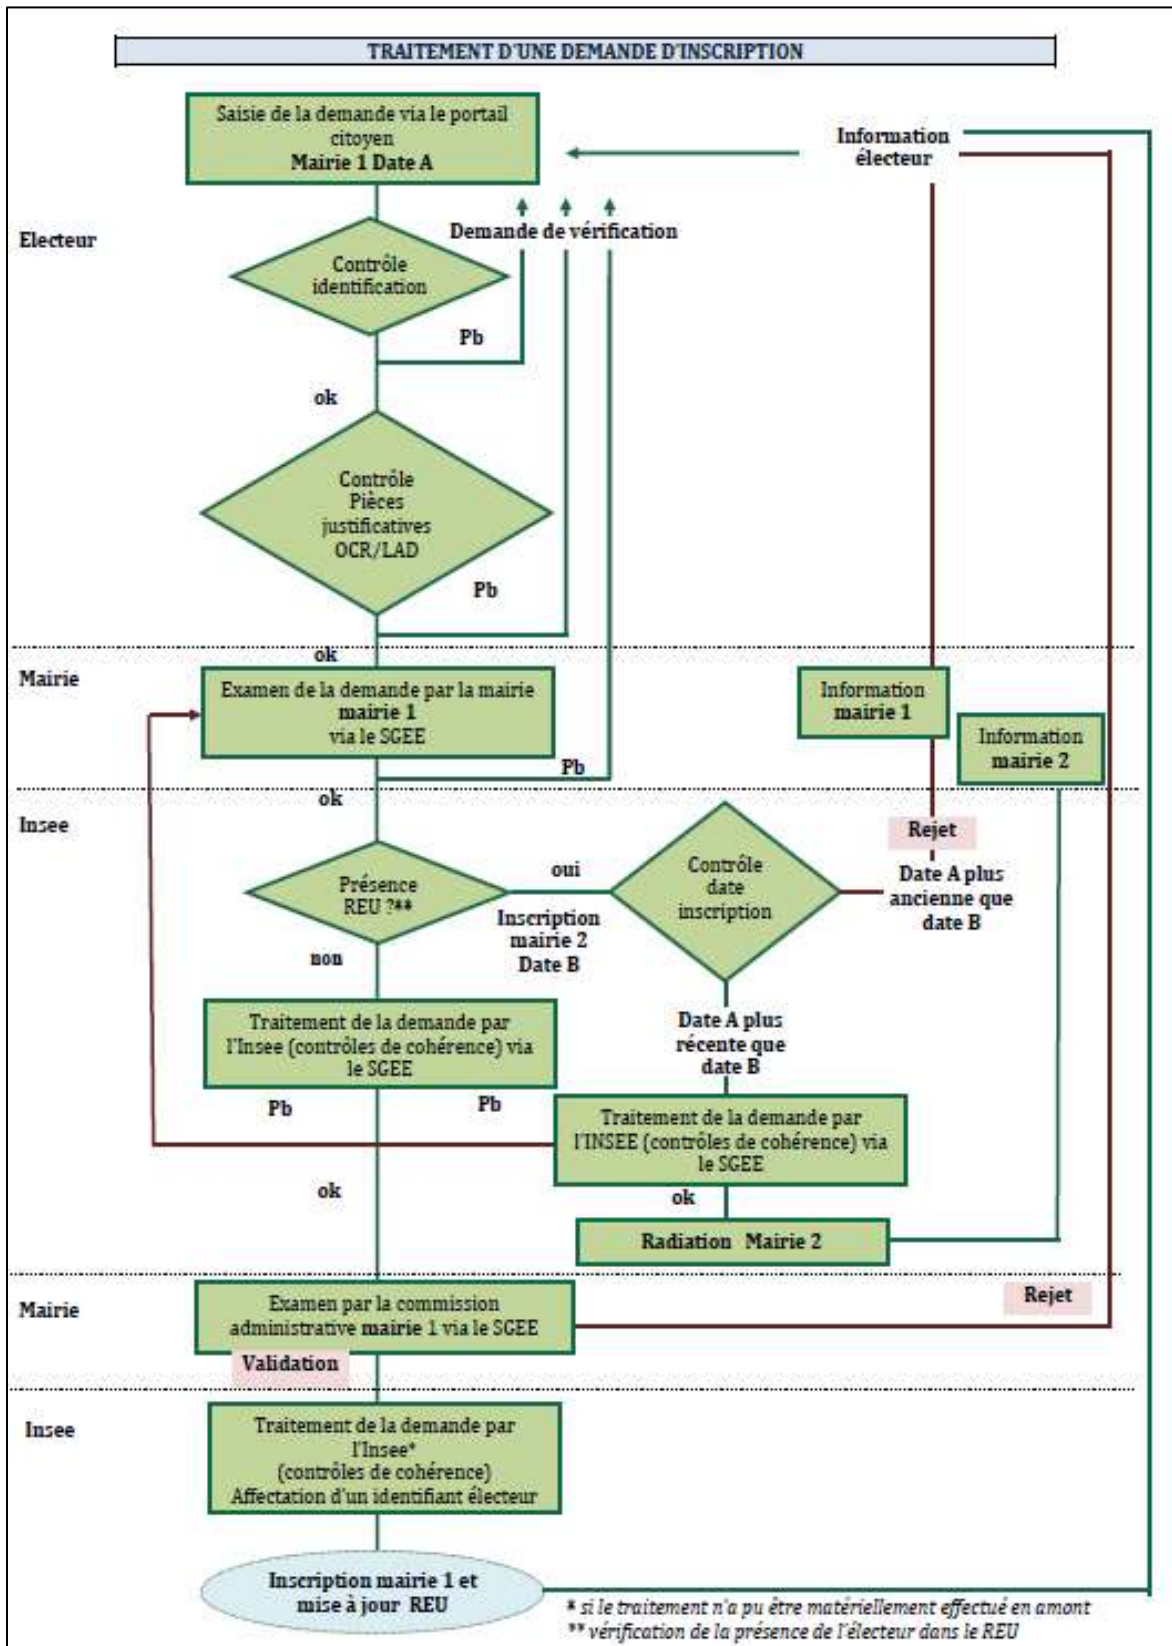 TRAITEMENT D'UNE DEMANDE D'INSCRIPTION
Saisie de la demande via le portail
citoyen
Mairie 1 Date A
Information
électeur
Electeur
Demande de vérification
Contrôle
identification
Pb
ok
Contrôle
Pièces
justificatives
OCR/LAD
Pb
ok
Mairie
Examen de la demande par la mairie
mairie 1
via le SGEE
Information
mairie 1
Information
mairie 2
Pb
ok
Insee
Rejet
Présence
REU ?**
oui
Inscription
mairie 2
Date B
Contrôle
date
inscription
Date A plus
ancienne que
date B
non
Traitement de la demande par
l'Insee (contrôles de cohérence) via
le SGEE
Date A plus
récente que
date B
Pb
Pb
Traitement de la demande par
l'INSEE (contrôles de cohérence) via
le SGEE
ok
ok
Radiation Mairie 2
Mairie
Examen par la commission
administrative mairie 1 via le SGEE
Rejet
Validation
Insee
Traitement de la demande par
l'Insee*
(contrôles de cohérence)
Affectation d'un identifiant électeur
Inscription mairie 1 et
mise à jour REU
* si le traitement n'a pu être matériellement effectué en amont
** vérification de la présence de l'électeur dans le REU